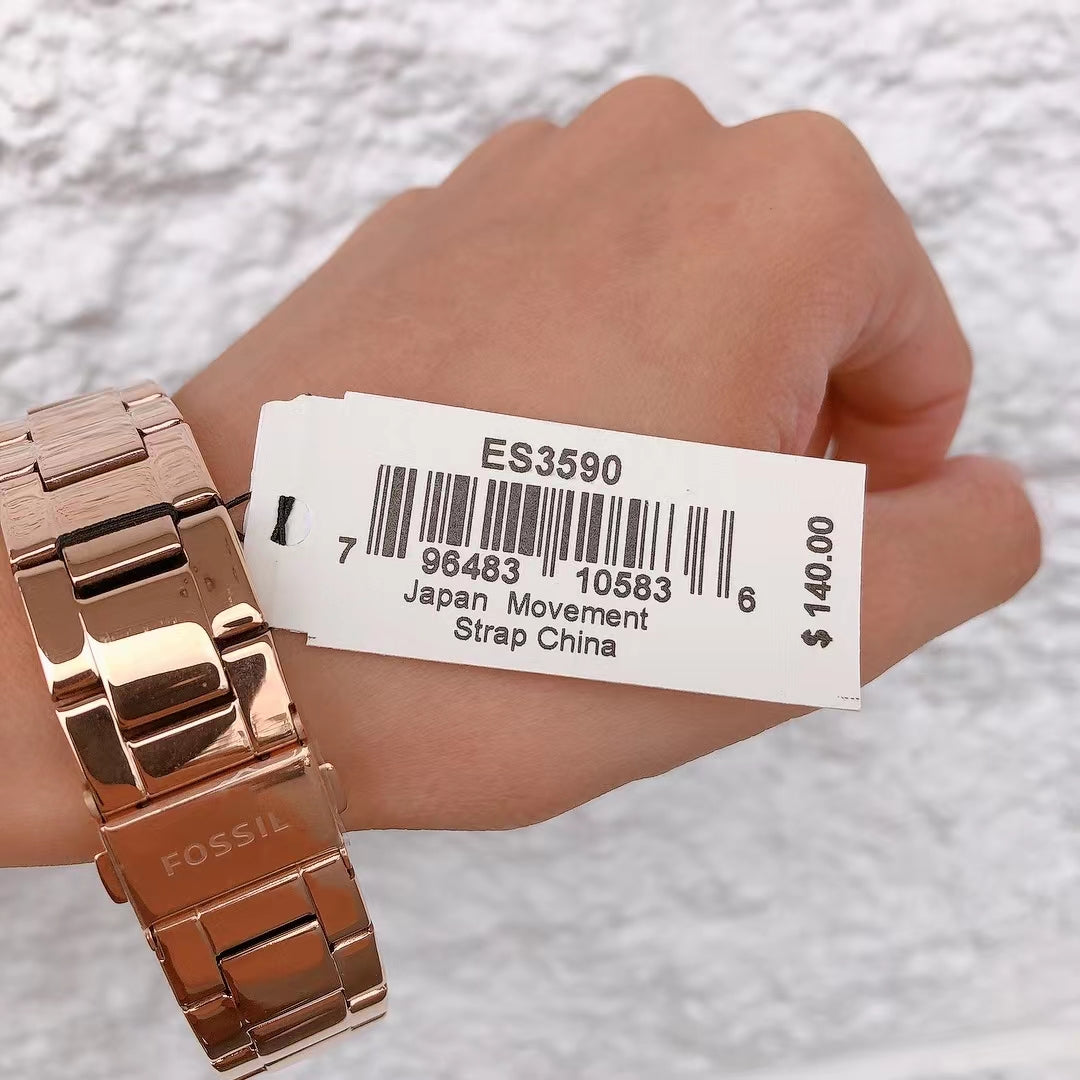 ES3590
7 96483 10583 6
Japan Movement
Strap China
$ 140.00
FOSSIL